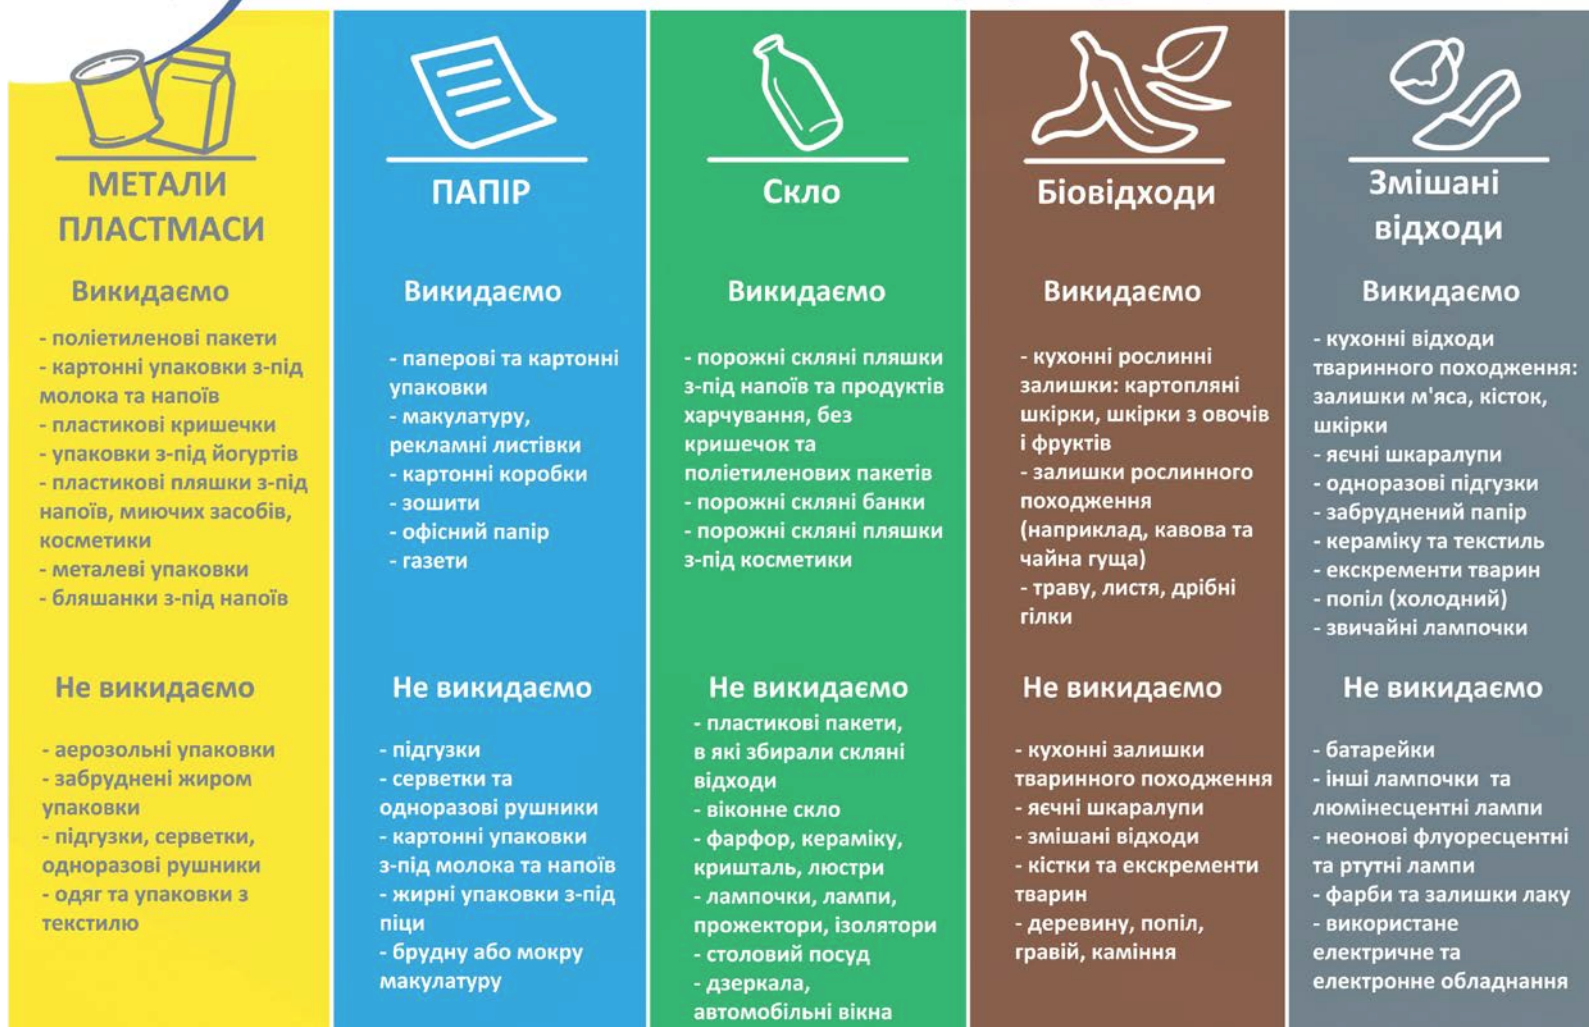 МЕТАЛИ
ПЛАСТМАСИ
Викидаємо
- поліетиленові пакети
- картонні упаковки з-під
молока та напоїв
- пластикові кришечки
- упаковки з-під йогуртів
- пластикові пляшки з-під
напоїв, миючих засобів,
косметики
- металеві упаковки
- бляшанки з-під напоїв
Не викидаємо
- аерозольні упаковки
- забруднені жиром
упаковки
- підгузки, серветки,
одноразові рушники
- одяг та упаковки з
текстилю
ПАПІР
Викидаємо
- паперові та картонні
упаковки
- макулатуру,
рекламні листівки
- картонні коробки
- зошити
- офісний папір
- газети
Не викидаємо
- підгузки
- серветки та
одноразові рушники
- картонні упаковки
з-під молока та напоїв
- жирні упаковки з-під
піци
- брудну або мокру
макулатуру
Скло
Викидаємо
- порожні скляні пляшки
з-під напоїв та продуктів
харчування, без
кришечок та
поліетиленових пакетів
- порожні скляні банки
- порожні скляні пляшки
з-під косметики
Не викидаємо
- пластикові пакети,
в які збирали скляні
відходи
- віконне скло
- фарфор, кераміку,
кришталь, люстри
- лампочки, лампи,
прожектори, ізолятори
- столовий посуд
- дзеркала,
автомобільні вікна
Біовідходи
Викидаємо
- кухонні рослинні
залишки: картопляні
шкірки, шкірки з овочів
і фруктів
- залишки рослинного
походження
(наприклад, кавова та
чайна гуща)
- траву, листя, дрібні
гілки
Не викидаємо
- кухонні залишки
тваринного походження
- яєчні шкаралупи
- змішані відходи
- кістки та екскременти
тварин
- деревину, попіл,
гравій, каміння
Змішані
відходи
Викидаємо
- кухонні відходи
тваринного походження:
залишки м'яса, кісток,
шкірки
- яєчні шкаралупи
- одноразові підгузки
- забруднений папір
- кераміку та текстиль
- екскременти тварин
- попіл (холодний)
- звичайні лампочки
Не викидаємо
- батарейки
- інші лампочки та
люмінесцентні лампи
- неонові флуоресцентні
та ртутні лампи
- фарби та залишки лаку
- використане
електричне та
електронне обладнання